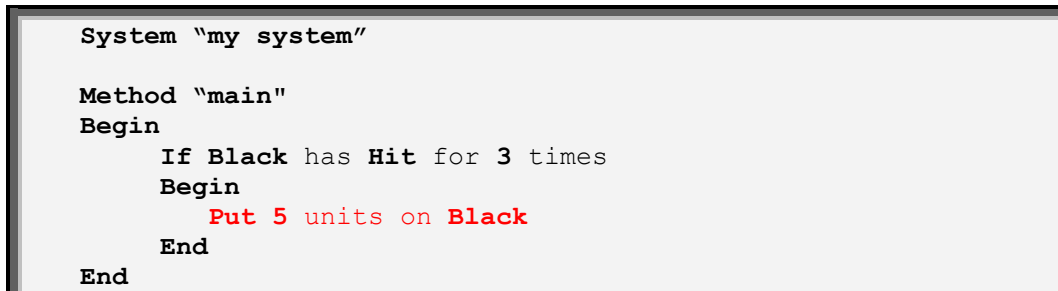 System “my system”
Method “main"
Begin
If Black has Hit for 3 times
Begin
Put 5 units on Black
End
End